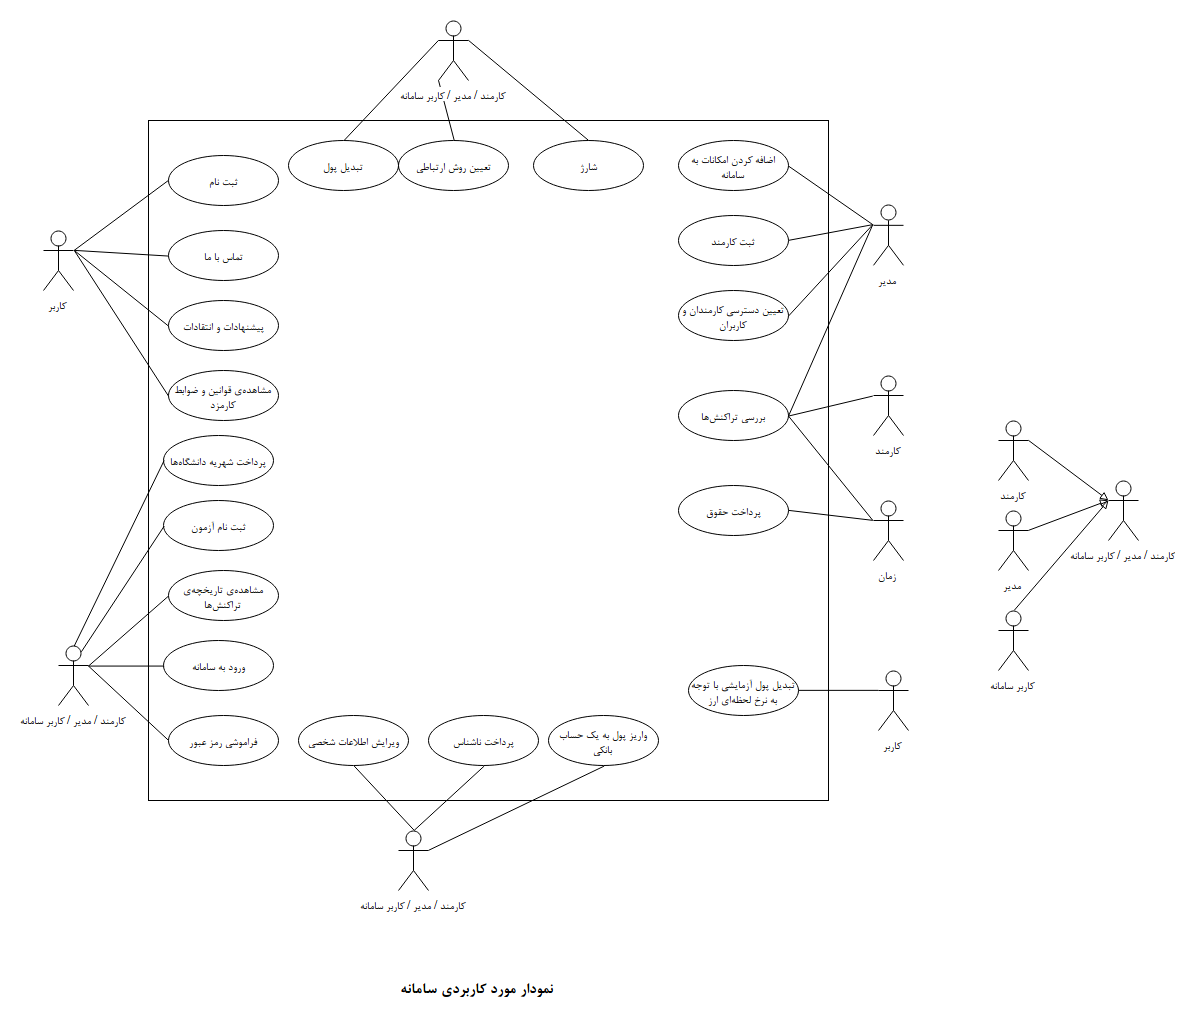 کارمند / مدیر / کاربر سامانه
تبدیل پول
تعیین روش ارتباطی
شارژ
اضافه کردن امکانات به
سامانه
ثبت نام
ثبت کارمند
تماس با ما
مدیر
کاربر
تعیین دسترسی کارمندان و
کاربران
پیشنهادات و انتقادات
مشاهده‌ی قوانین و ضوابط
کارمزد
بررسی تراکنش‌ها
کارمند
پرداخت شهریه دانشگاه‌ها
کارمند
پرداخت حقوق
ثبت نام آزمون
کارمند / مدیر / کاربر سامانه
زمان
مدیر
مشاهده‌ی تاریخچه‌ی
تراکنش‌ها
ورود به سامانه
کاربر سامانه
تبدیل پول آزمایشی با توجه
به نرخ لحظه‌ای ارز
کارمند / مدیر / کاربر سامانه
کاربر
فراموشی رمز عبور
ویرایش اطلاعات شخصی
پرداخت ناشناس
واریز پول به یک حساب
بانکی
کارمند / مدیر / کاربر سامانه
نمودار مورد کاربردی سامانه